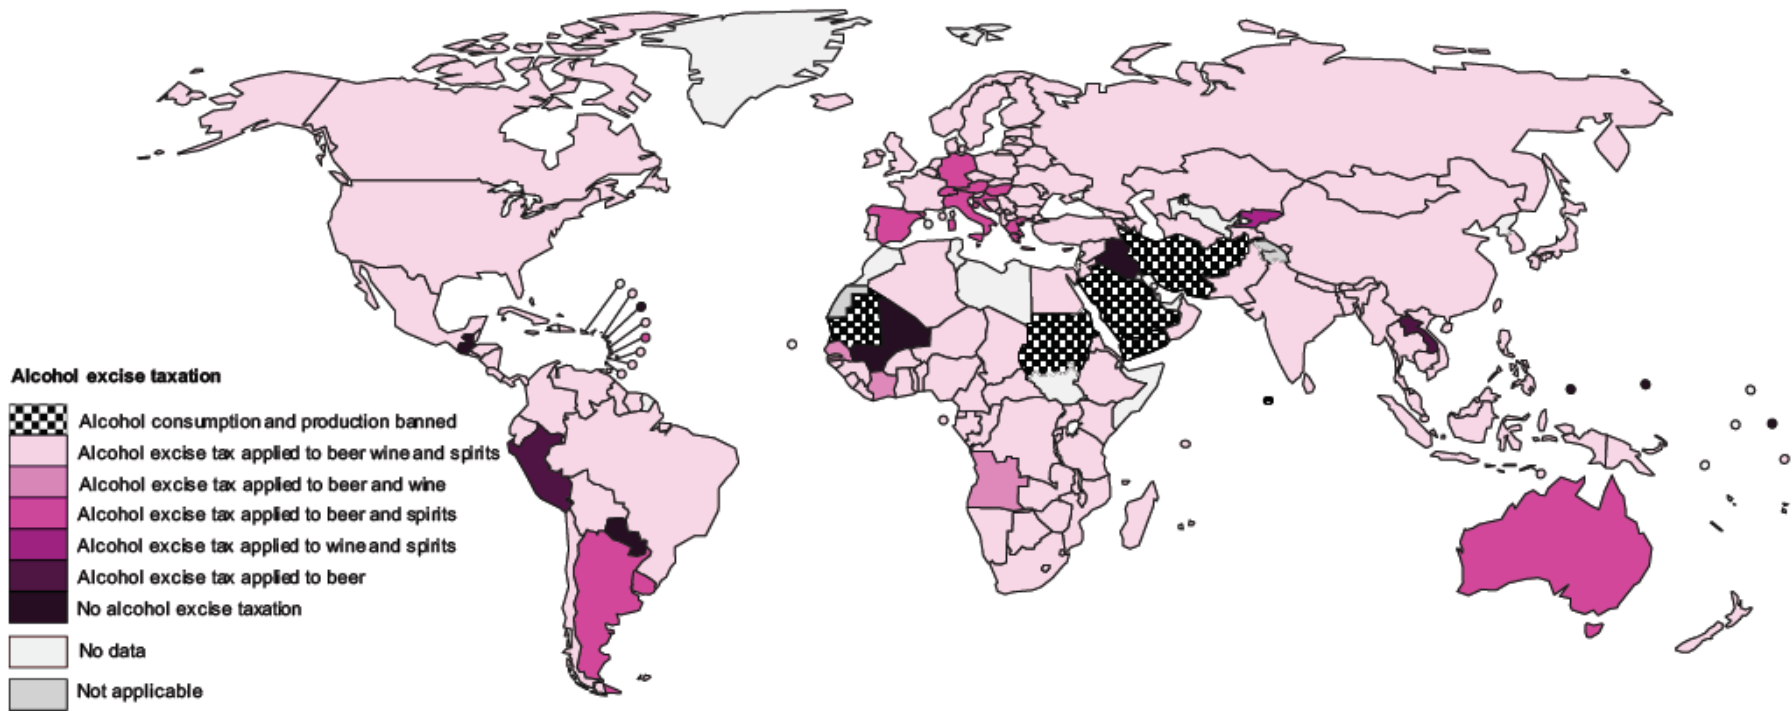 Alcohol excise taxation
Alcohol consumption and production banned
Alcohol excise tax applied to beer wine and spirits
Alcohol excise tax applied to beer and wine
Alcohol excise tax applied to beer and spirits
Alcohol excise tax applied to wine and spirits
Alcohol excise tax applied to beer
No alcohol excise taxation
No data
Not applicable